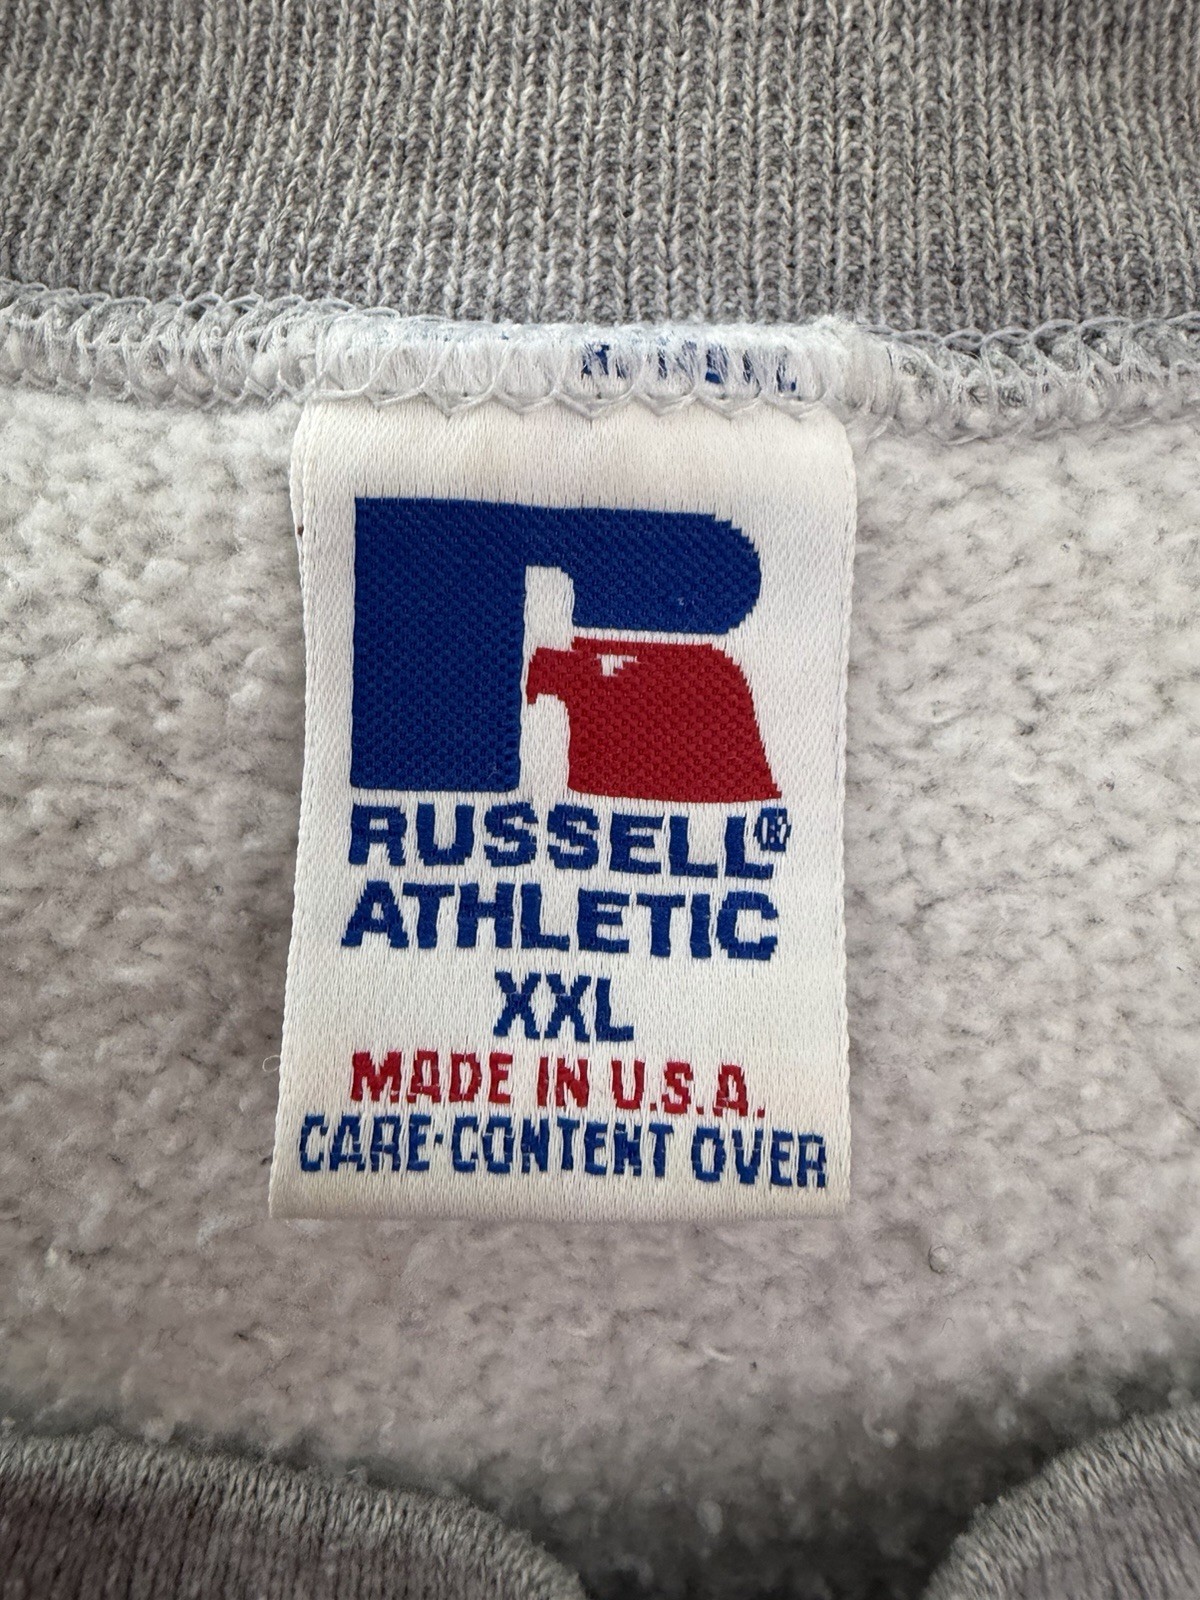 RUSSELL®
ATHLETIC
XXL
MADE IN U.S.A.
CARE·CONTENT OVER